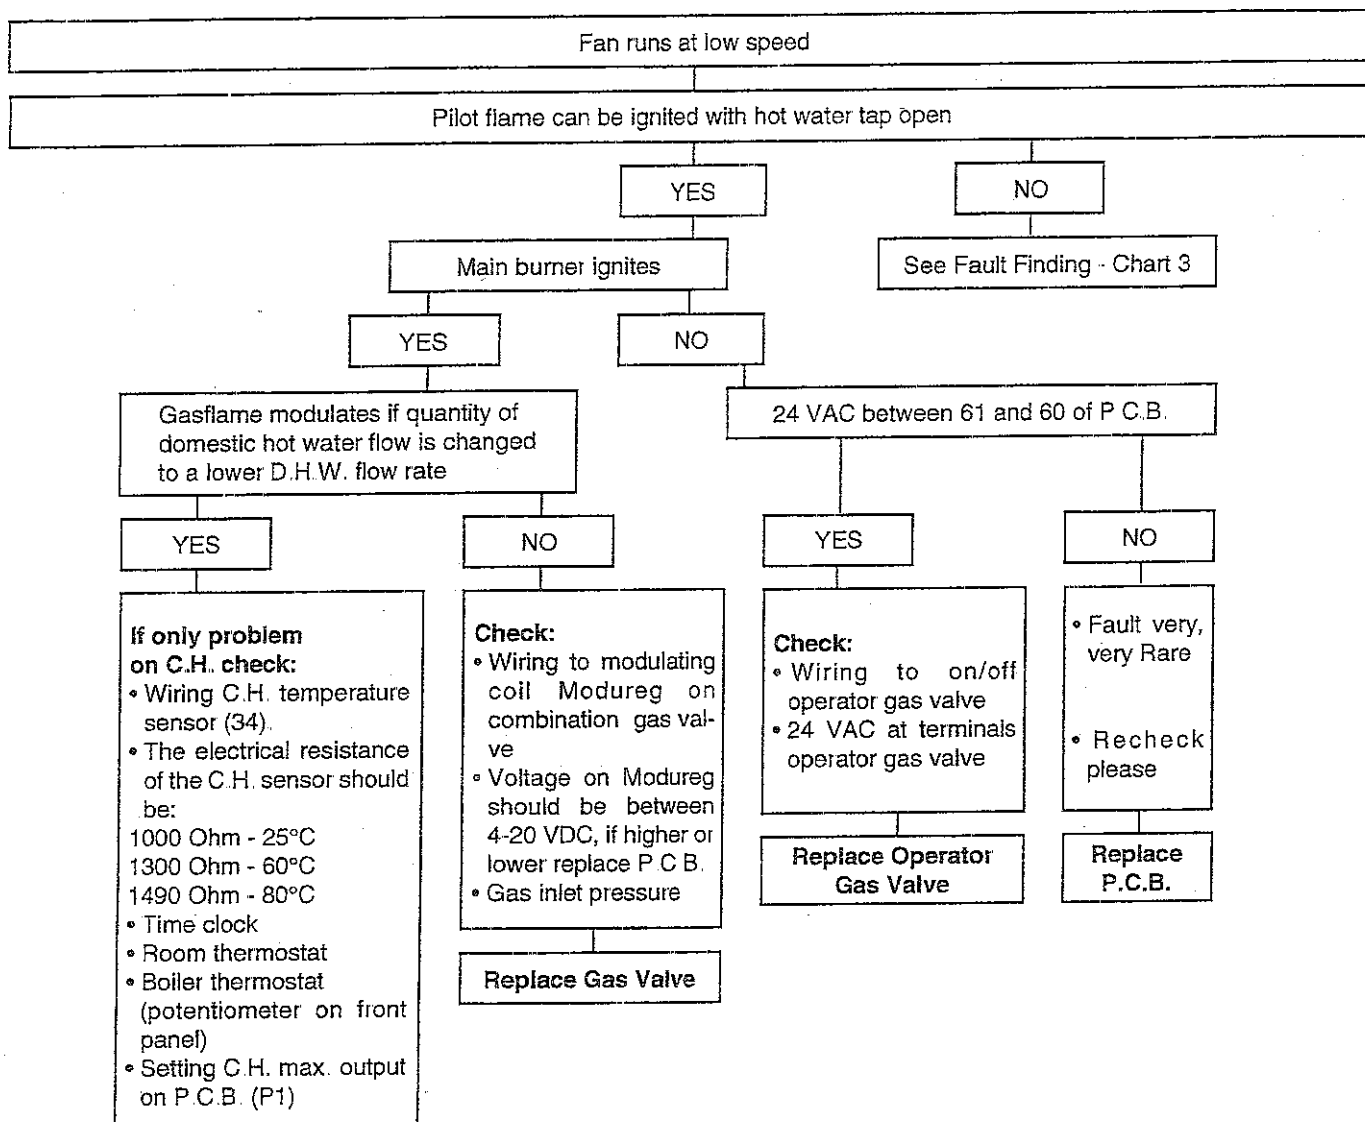 Fan runs at low speed
Pilot flame can be ignited with hot water tap open
YES
NO
Main burner ignites
See Fault Finding - Chart 3
YES
NO
Gasflame modulates if quantity of
domestic hot water flow is changed
to a lower D.H.W. flow rate
24 VAC between 61 and 60 of P.C.B.
YES
NO
YES
NO
If only problem
on C.H. check:
• Wiring C.H. temperature
sensor (34).
• The electrical resistance
of the C.H. sensor should
be:
1000 Ohm - 25°C
1300 Ohm - 60°C
1490 Ohm - 80°C
• Time clock
• Room thermostat
• Boiler thermostat
(potentiometer on front
panel)
• Setting C.H. max. output
on P.C.B. (P1)
Check:
• Wiring to modulating
coil Modureg on
combination gas val-
ve
• Voltage on Modureg
should be between
4-20 VDC, if higher or
lower replace P.C.B.
• Gas inlet pressure
Replace Gas Valve
Check:
• Wiring to on/off
operator gas valve
• 24 VAC at terminals
operator gas valve
Replace Operator
Gas Valve
• Fault very,
very Rare
• Recheck
please
Replace
P.C.B.